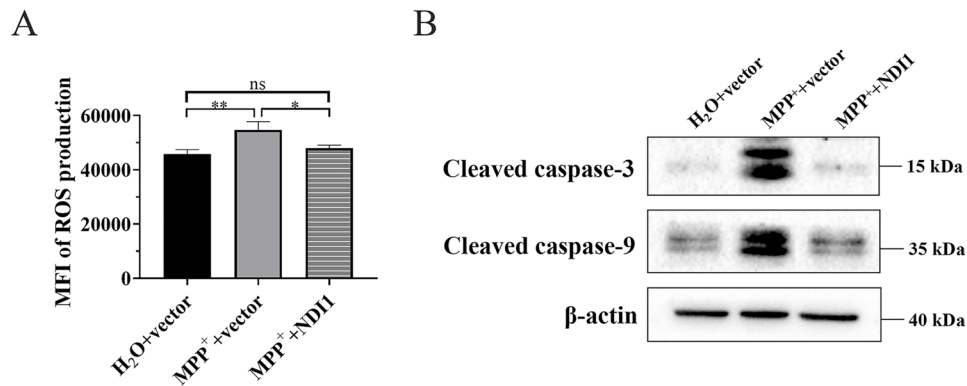 A
MFI of ROS production
60000
40000
20000
0
ns
**
*
H₂O+vector
MPP⁺+vector
MPP⁺+NDI1
B
H₂O+vector
MPP⁺+vector
MPP⁺+NDI1
Cleaved caspase-3
15 kDa
Cleaved caspase-9
35 kDa
β-actin
40 kDa